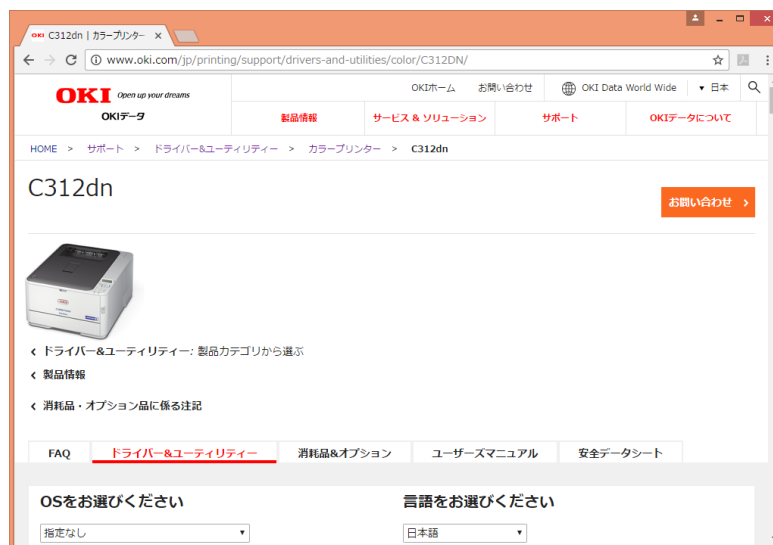 OKI C312dn | カラープリンター
www.oki.com/jp/printing/support/drivers-and-utilities/color/C312DN/
OKI Open up your dreams
OKIデータ
OKIホーム お問い合わせ OKI Data World Wide ▼ 日本
製品情報 サービス & ソリューション サポート OKIデータについて
HOME > サポート > ドライバー&ユーティリティー > カラープリンター > C312dn
C312dn
お問い合わせ
OKI
ドライバー&ユーティリティー: 製品カテゴリから選ぶ
製品情報
消耗品・オプション品に係る注記
FAQ ドライバー&ユーティリティー 消耗品&オプション ユーザーズマニュアル 安全データシート
OSをお選びください 言語をお選びください
指定なし 日本語